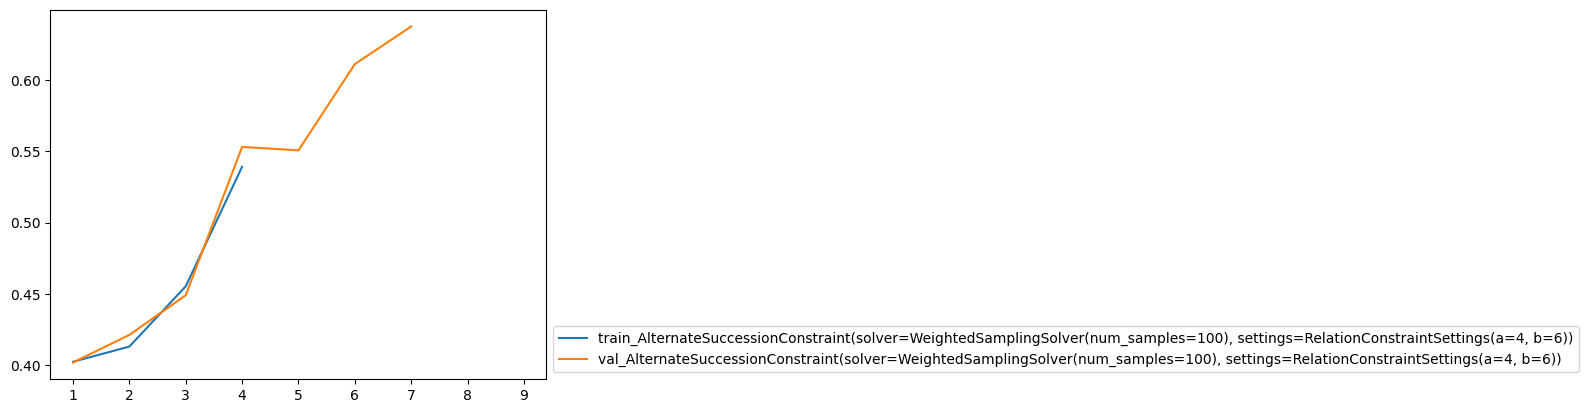 0.60
0.55
0.50
0.45
0.40
1 2 3 4 5 6 7 8 9
train_AlternateSuccessionConstraint(solver=WeightedSamplingSolver(num_samples=100), settings=RelationConstraintSettings(a=4, b=6))
val_AlternateSuccessionConstraint(solver=WeightedSamplingSolver(num_samples=100), settings=RelationConstraintSettings(a=4, b=6))